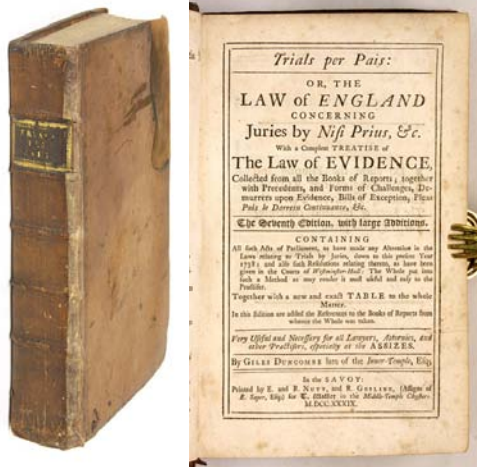 Trials per Pais:
OR, THE
LAW of ENGLAND
CONCERNING
Juries by Nisi Prius, &c.
With a Compleat TREATISE of
The Law of EVIDENCE,
Collected from all the Books of Reports; together
with Precedents, and Forms of Challenges, De-
murrers upon Evidence, Bills of Exception, Pleas
Puis le Darrein Continuance, &c.
The Seventh Edition, with large Additions.
CONTAINING
All such Acts of Parliament, as have made any Alteration in the
Laws relating to Trials by Juries, down to this present Year
1738; and also such Resolutions relating thereto, as have been
given in the Courts of Westminster-Hall: The Whole put into
such a Method as may render it most useful and easy to the
Practiser.
Together with a new and exact TABLE to the whole
Matter.
In this Edition are added the References to the Books of Reports from
whence the Whole was taken.
Very Useful and Necessary for all Lawyers, Attornies, and
other Practisers, especially at the ASSIZES.
By GILES DUNCOMBE late of the Inner-Temple, Esq;
In the SAVOY:
Printed by E. and R. NUTT, and R. GOSLING, (Assigns of
E. Sayer, Esq;) for T. in the Middle-Temple
M.DCC.XXXIX.